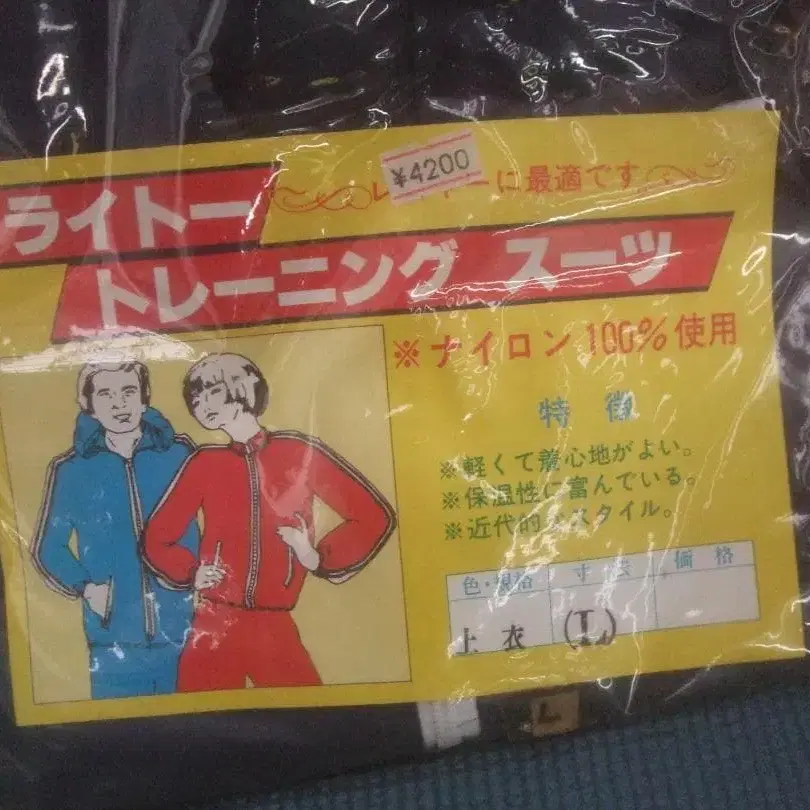 ¥4200
に最適です
ライトー
トレーニング スーツ
※ナイロン100%使用
特徴
※軽くて着心地がよい。
※保温性に富んでいる。
※近代的なスタイル。
色・規格 寸法 価格
上衣 (L)
L